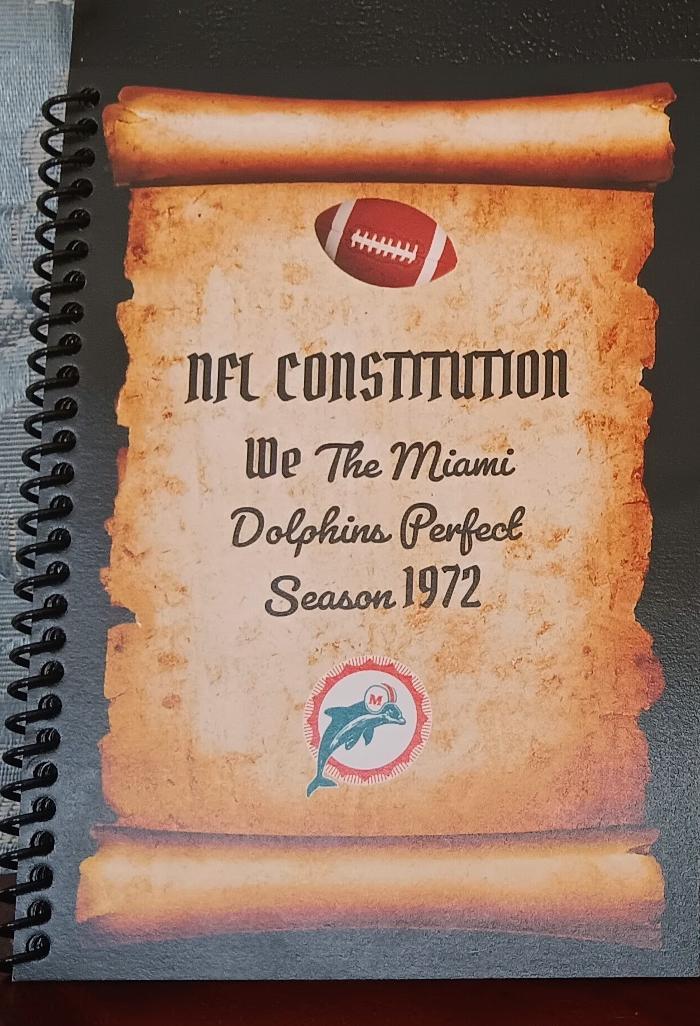 NFL CONSTITUTION
We The Miami
Dolphins Perfect
Season 1972
M